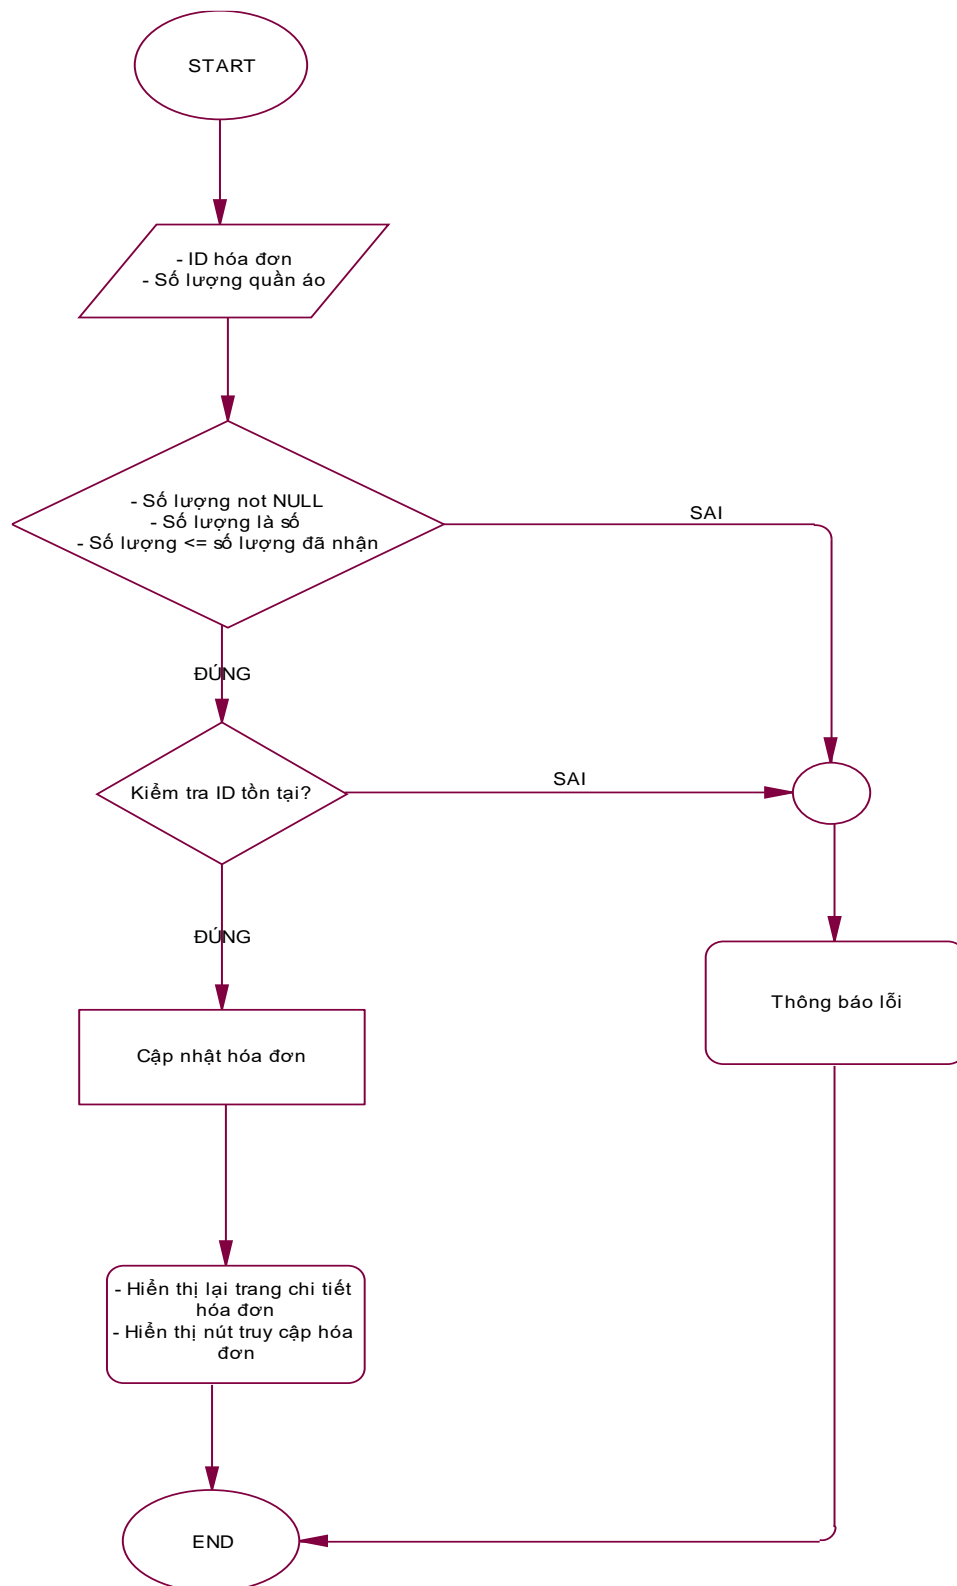 START
- ID hóa đơn
- Số lượng quần áo
- Số lượng not NULL
- Số lượng là số
- Số lượng <= số lượng đã nhận
SAI
ĐÚNG
Kiểm tra ID tồn tại?
SAI
ĐÚNG
Thông báo lỗi
Cập nhật hóa đơn
- Hiển thị lại trang chi tiết
hóa đơn
- Hiển thị nút truy cập hóa
đơn
END